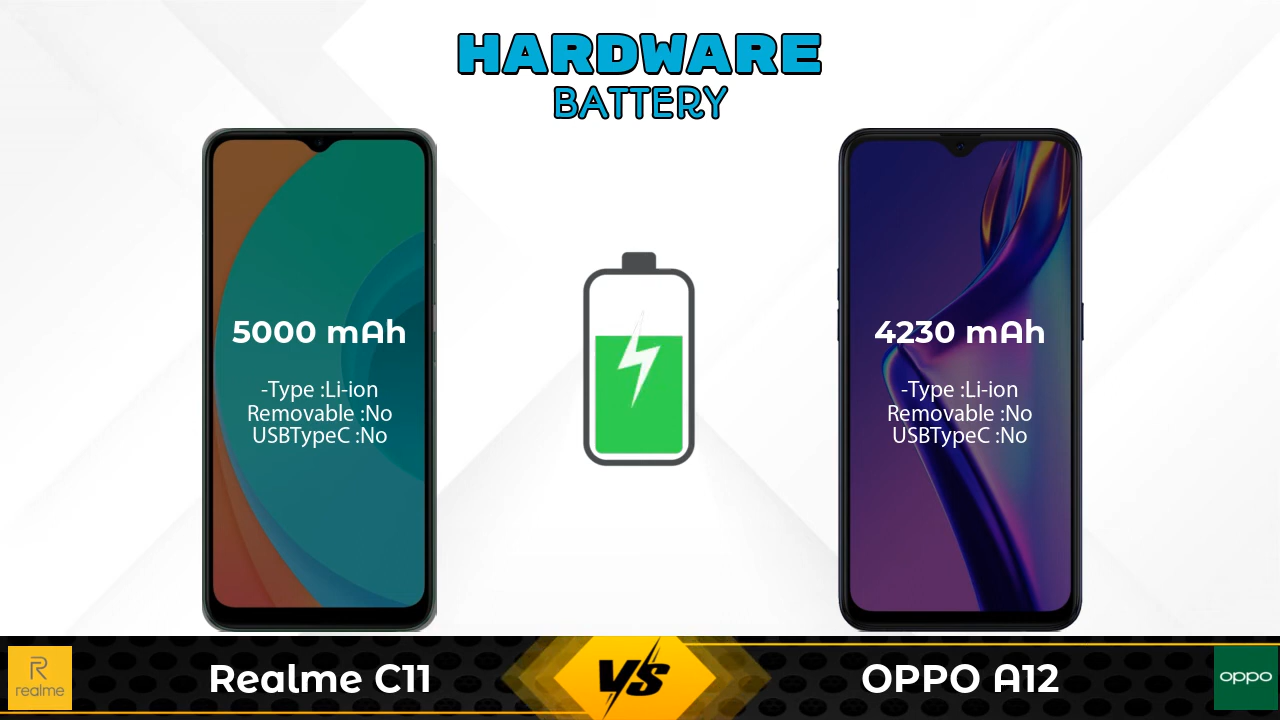 HARDWARE
BATTERY
5000 mAh
-Type :Li-ion
Removable :No
USBTypeC :No
4230 mAh
-Type :Li-ion
Removable :No
USBTypeC :No
R
realme
Realme C11
VS
OPPO A12
oppo